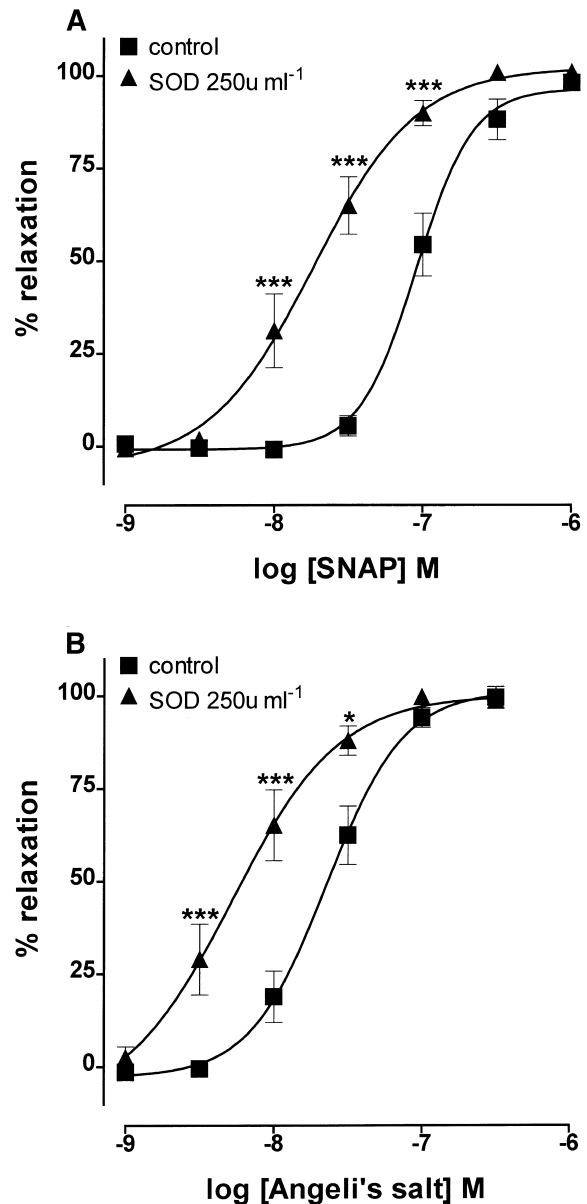 A
control
SOD 250u ml-1
100
***
75
***
% relaxation
50
***
25
0
-9 -8 -7 -6
log [SNAP] M
B
control
SOD 250u ml-1
100
*
75
***
% relaxation
50
***
25
0
-9 -8 -7 -6
log [Angeli's salt] M